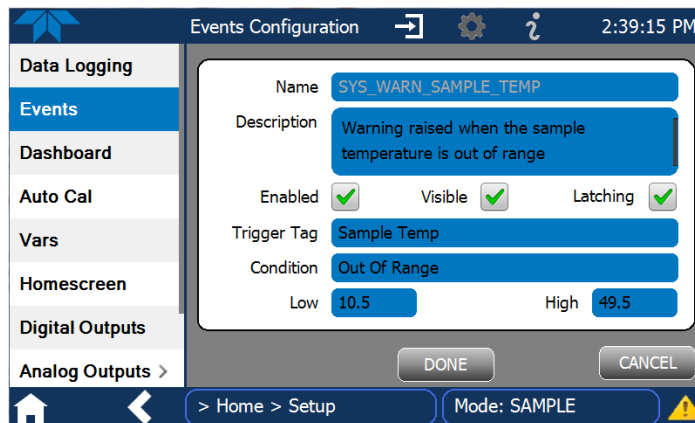 Events Configuration 2:39:15 PM
Data Logging
Events
Dashboard
Auto Cal
Vars
Homescreen
Digital Outputs
Analog Outputs >
Name SYS_WARN_SAMPLE_TEMP
Description Warning raised when the sample
temperature is out of range
Enabled Visible Latching
Trigger Tag Sample Temp
Condition Out Of Range
Low 10.5 High 49.5
DONE CANCEL
> Home > Setup Mode: SAMPLE